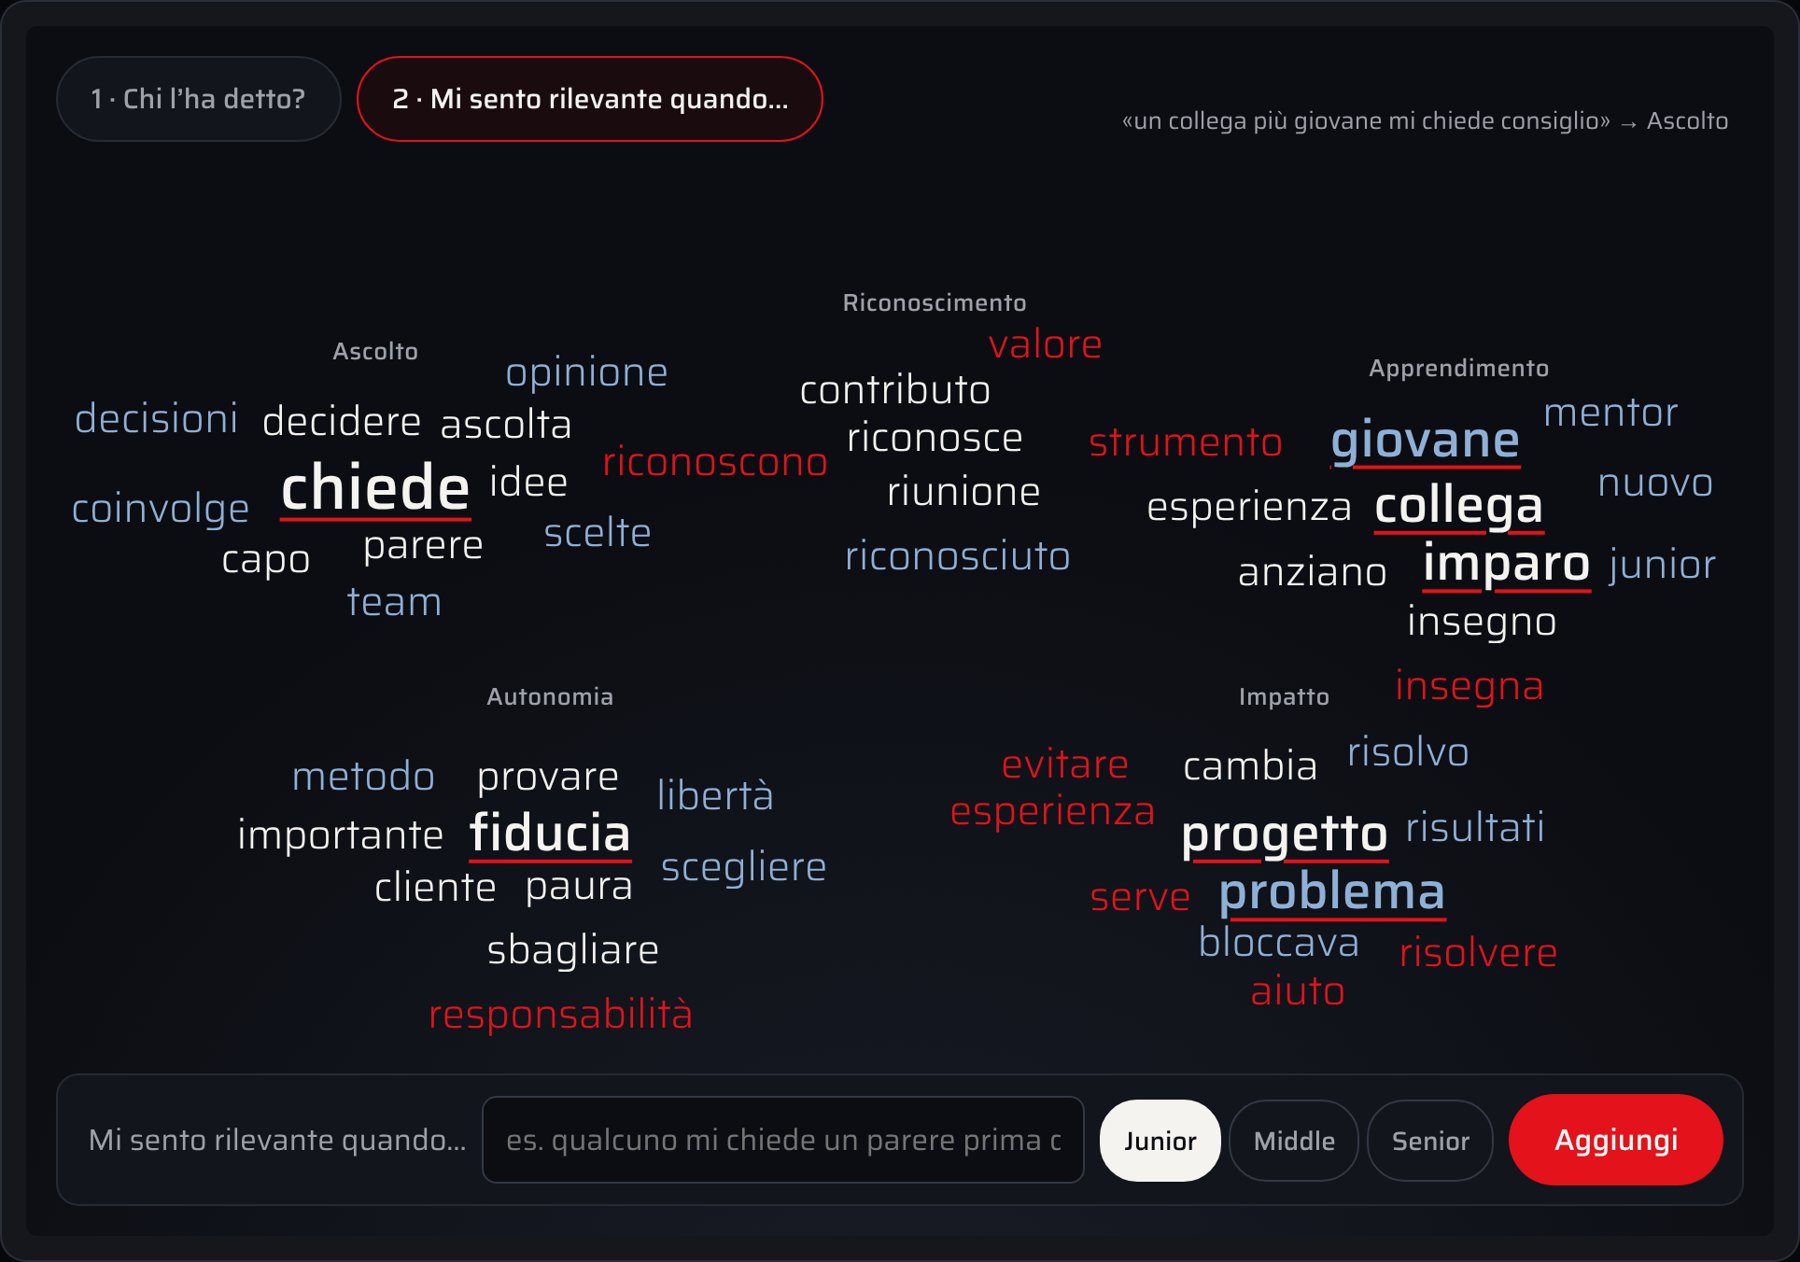 1 · Chi l’ha detto?
2 · Mi sento rilevante quando…
«un collega più giovane mi chiede consiglio» → Ascolto
Ascolto
opinione
decisioni
decidere
ascolta
riconoscono
chiede
idee
coinvolge
scelte
capo
parere
team
Riconoscimento
valore
contributo
riconosce
riunione
riconosciuto
Apprendimento
mentor
strumento
giovane
nuovo
esperienza
collega
anziano
imparo
junior
insegno
insegna
Autonomia
metodo
provare
libertà
importante
fiducia
scegliere
cliente
paura
sbagliare
responsabilità
Impatto
evitare
cambia
risolvo
esperienza
progetto
risultati
serve
problema
bloccava
risolvere
aiuto
Mi sento rilevante quando…
es. qualcuno mi chiede un parere prima
Junior
Middle
Senior
Aggiungi